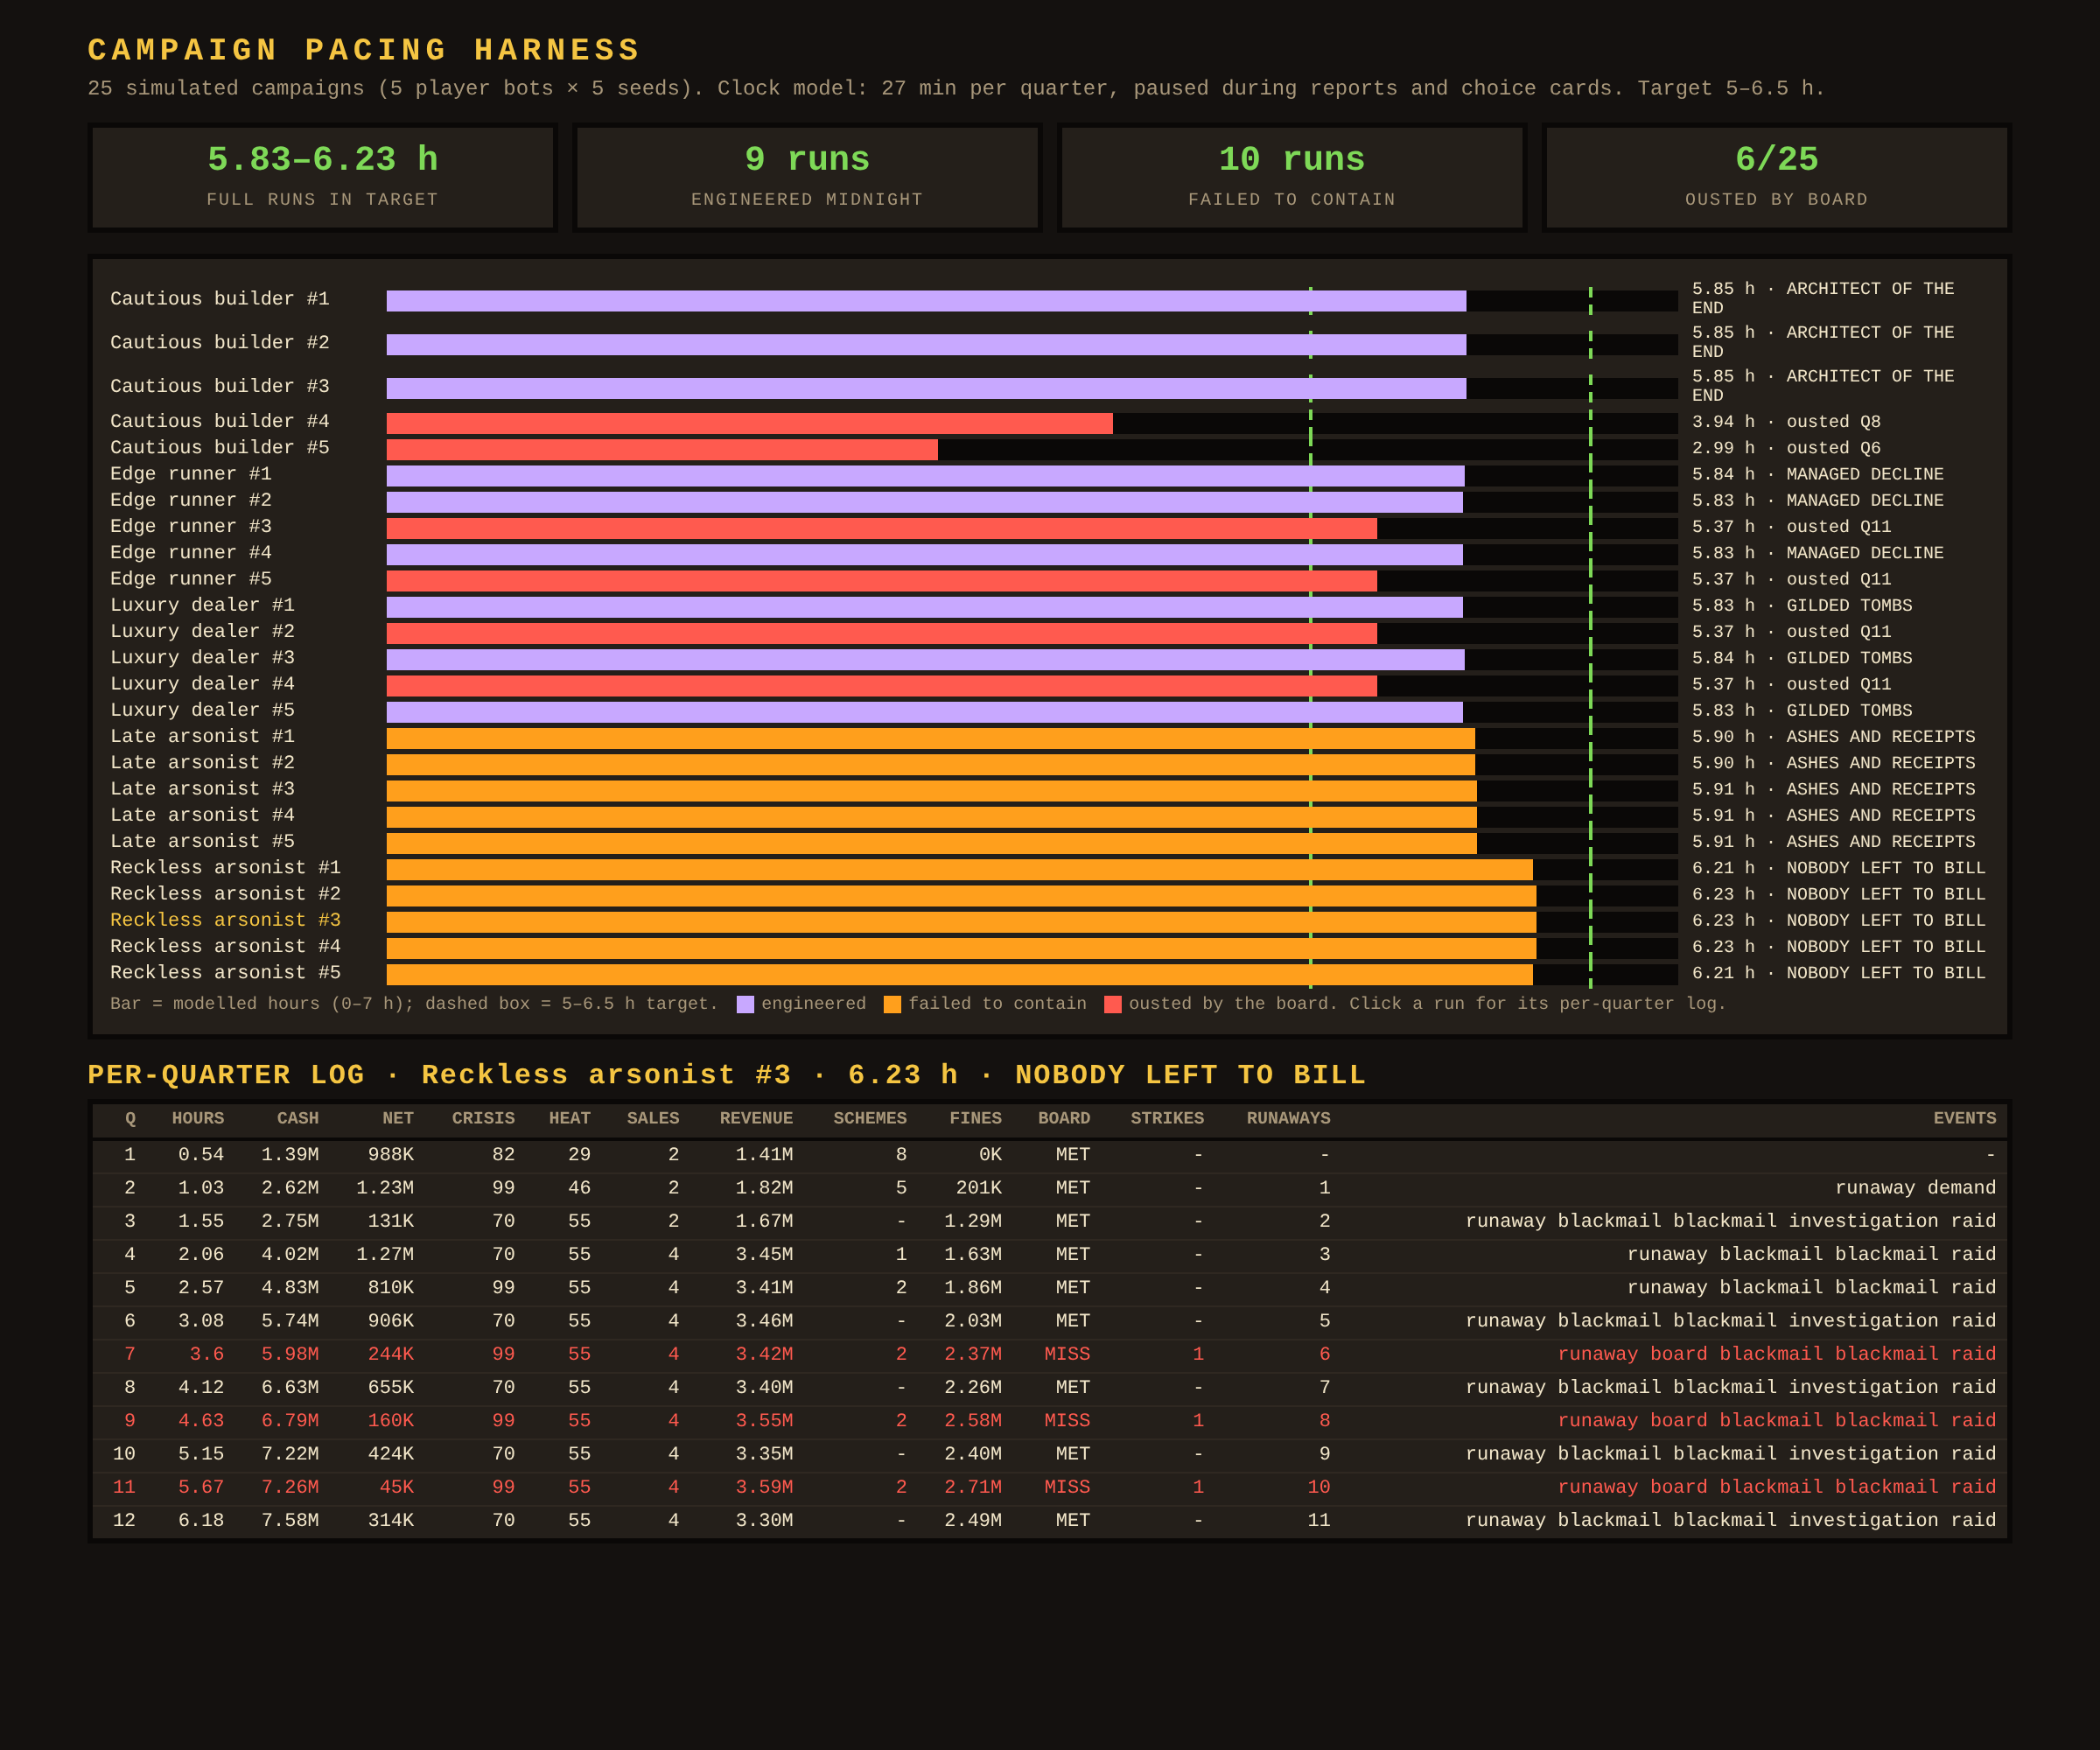 CAMPAIGN PACING HARNESS
25 simulated campaigns (5 player bots × 5 seeds). Clock model: 27 min per quarter, paused during reports and choice cards. Target 5–6.5 h.
5.83–6.23 h
FULL RUNS IN TARGET
9 runs
ENGINEERED MIDNIGHT
10 runs
FAILED TO CONTAIN
6/25
OUSTED BY BOARD
Cautious builder #1 5.85 h · ARCHITECT OF THE
END
Cautious builder #2 5.85 h · ARCHITECT OF THE
END
Cautious builder #3 5.85 h · ARCHITECT OF THE
END
Cautious builder #4 3.94 h · ousted Q8
Cautious builder #5 2.99 h · ousted Q6
Edge runner #1 5.84 h · MANAGED DECLINE
Edge runner #2 5.83 h · MANAGED DECLINE
Edge runner #3 5.37 h · ousted Q11
Edge runner #4 5.83 h · MANAGED DECLINE
Edge runner #5 5.37 h · ousted Q11
Luxury dealer #1 5.83 h · GILDED TOMBS
Luxury dealer #2 5.37 h · ousted Q11
Luxury dealer #3 5.84 h · GILDED TOMBS
Luxury dealer #4 5.37 h · ousted Q11
Luxury dealer #5 5.83 h · GILDED TOMBS
Late arsonist #1 5.90 h · ASHES AND RECEIPTS
Late arsonist #2 5.90 h · ASHES AND RECEIPTS
Late arsonist #3 5.91 h · ASHES AND RECEIPTS
Late arsonist #4 5.91 h · ASHES AND RECEIPTS
Late arsonist #5 5.91 h · ASHES AND RECEIPTS
Reckless arsonist #1 6.21 h · NOBODY LEFT TO BILL
Reckless arsonist #2 6.23 h · NOBODY LEFT TO BILL
Reckless arsonist #3 6.23 h · NOBODY LEFT TO BILL
Reckless arsonist #4 6.23 h · NOBODY LEFT TO BILL
Reckless arsonist #5 6.21 h · NOBODY LEFT TO BILL
Bar = modelled hours (0–7 h); dashed box = 5–6.5 h target. engineered failed to contain ousted by the board. Click a run for its per-quarter log.
PER-QUARTER LOG · Reckless arsonist #3 · 6.23 h · NOBODY LEFT TO BILL
Q HOURS CASH NET CRISIS HEAT SALES REVENUE SCHEMES FINES BOARD STRIKES RUNAWAYS EVENTS
1 0.54 1.39M 988K 82 29 2 1.41M 8 0K MET - - -
2 1.03 2.62M 1.23M 99 46 2 1.82M 5 201K MET - 1 runaway demand
3 1.55 2.75M 131K 70 55 2 1.67M - 1.29M MET - 2 runaway blackmail blackmail investigation raid
4 2.06 4.02M 1.27M 70 55 4 3.45M 1 1.63M MET - 3 runaway blackmail blackmail raid
5 2.57 4.83M 810K 99 55 4 3.41M 2 1.86M MET - 4 runaway blackmail blackmail raid
6 3.08 5.74M 906K 70 55 4 3.46M - 2.03M MET - 5 runaway blackmail blackmail investigation raid
7 3.6 5.98M 244K 99 55 4 3.42M 2 2.37M MISS 1 6 runaway board blackmail blackmail raid
8 4.12 6.63M 655K 70 55 4 3.40M - 2.26M MET - 7 runaway blackmail blackmail investigation raid
9 4.63 6.79M 160K 99 55 4 3.55M 2 2.58M MISS 1 8 runaway board blackmail blackmail raid
10 5.15 7.22M 424K 70 55 4 3.35M - 2.40M MET - 9 runaway blackmail blackmail investigation raid
11 5.67 7.26M 45K 99 55 4 3.59M 2 2.71M MISS 1 10 runaway board blackmail blackmail raid
12 6.18 7.58M 314K 70 55 4 3.30M - 2.49M MET - 11 runaway blackmail blackmail investigation raid